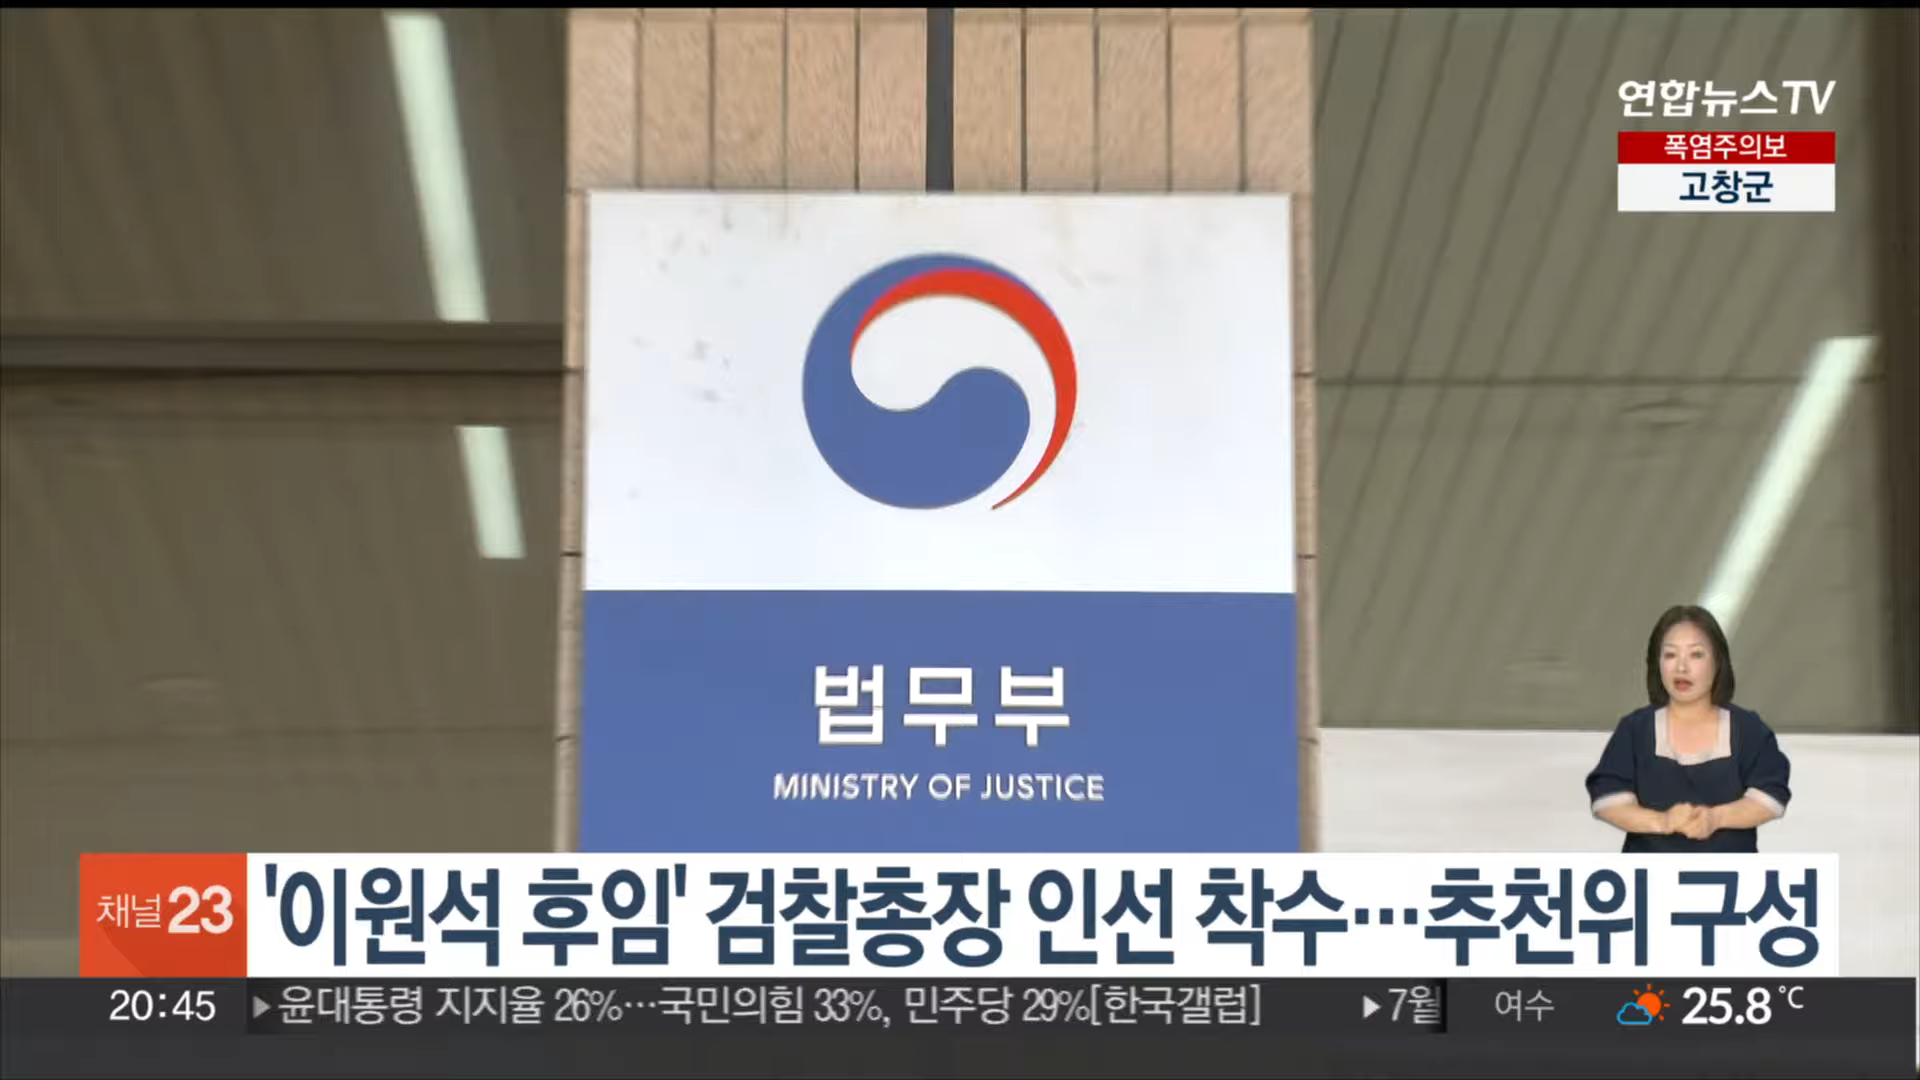 연합뉴스TV
폭염주의보
고창군
법무부
MINISTRY OF JUSTICE
채널23
'이원석 후임' 검찰총장 인선 착수…추천위 구성
20:45
▶윤대통령 지지율 26%…국민의힘 33%, 민주당 29%[한국갤럽]
▶7월
여수
25.8℃